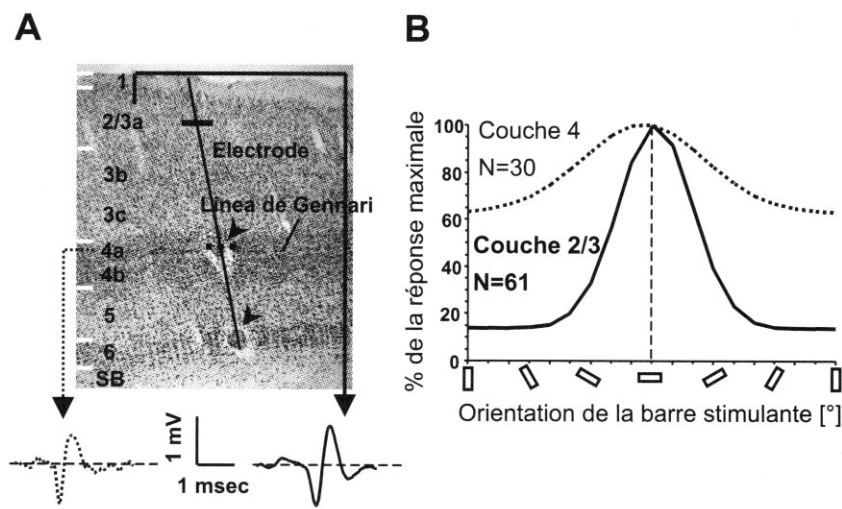 A
1
2/3a
Electrode
3b
Línea de Gennari
3c
4a
4b
5
6
SB
1 mV
1 msec
B
% de la réponse maximale
100
80
60
40
20
0
Couche 4
N=30
Couche 2/3
N=61
Orientation de la barre stimulante [°]